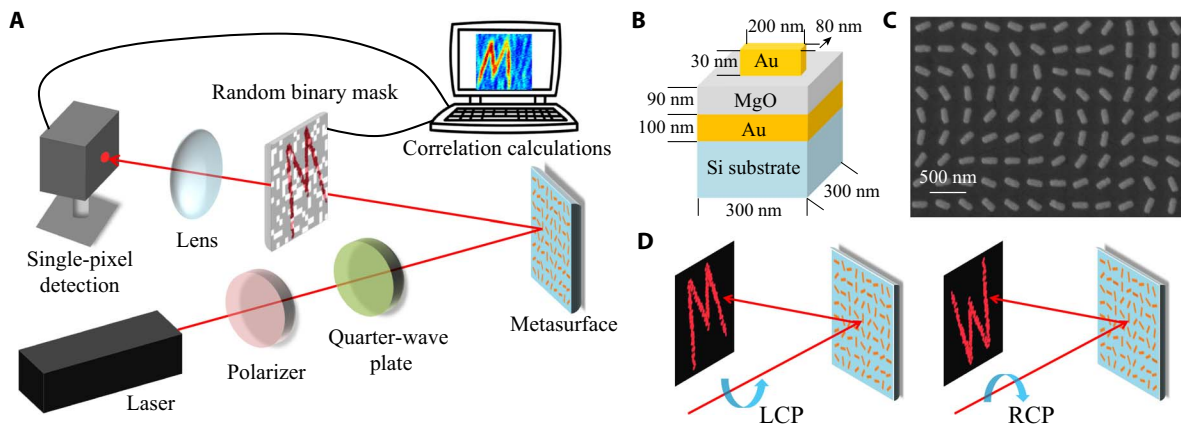 A
Random binary mask
M
Correlation calculations
Single-pixel
detection
Lens
M
Laser
Polarizer
Quarter-wave
plate
Metasurface
B
200 nm
80 nm
30 nm
Au
90 nm
MgO
100 nm
Au
Si substrate
300 nm
300 nm
C
500 nm
D
M
LCP
W
RCP